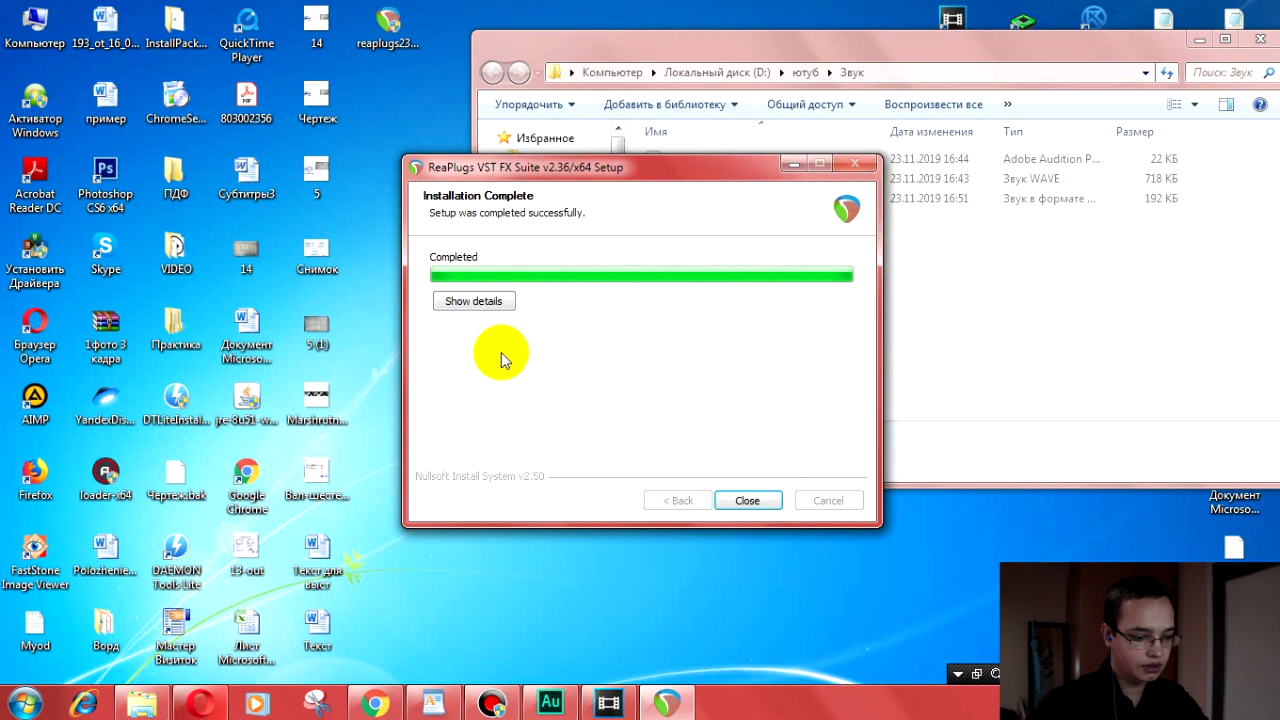 Компьютер
193_ot_16_0...
InstallPack...
QuickTime
Player
14
reaplugs23...
Активатор
Windows
пример
ChromeSe...
803002356
Чертеж
Acrobat
Reader DC
Photoshop
CS6 x64
ПДФ
Субтитры3
5
Установить
Драйвера
Skype
VIDEO
14
Снимок
Браузер
Opera
1фото 3
кадра
Практика
Документ
Microso...
5 (1)
AIMP
YandexDis...
DTLiteInstal...
jre-8u51-w...
Marshrutn...
Firefox
loader-x64
Чертеж.bak
Google
Chrome
Вал-шесте...
FastStone
Image Viewer
Polozhenie...
DAEMON
Tools Lite
13-out
Текст для
выст
Myod
Ворд
Мастер
Визиток
Лист
Microsoft...
Текст
Компьютер
Локальный диск (D:)
ютуб
Звук
Поиск: Звук
Упорядочить
Добавить в библиотеку
Общий доступ
Воспроизвести все
»
Избранное
Имя
Дата изменения
Тип
Размер
23.11.2019 16:44
Adobe Audition P...
22 КБ
23.11.2019 16:43
Звук WAVE
718 КБ
23.11.2019 16:51
Звук в формате ...
192 КБ
ReaPlugs VST FX Suite v2.36/x64 Setup
Installation Complete
Setup was completed successfully.
Completed
Show details
Nullsoft Install System v2.50
< Back
Close
Cancel
Документ
Microso...
Au